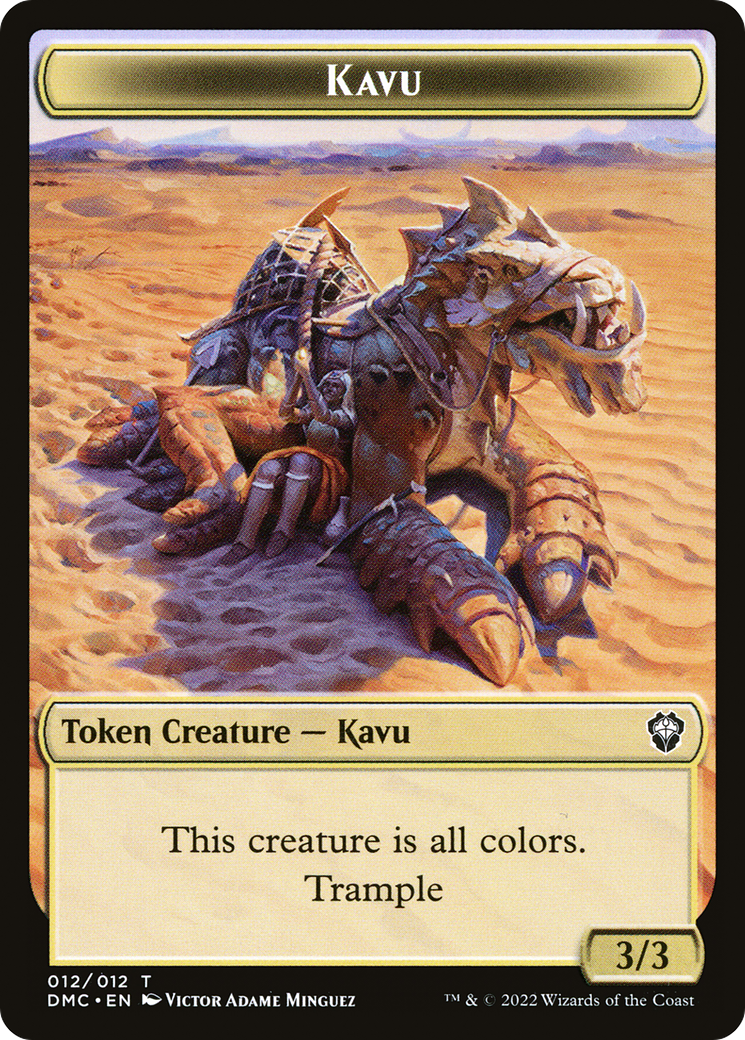 Kavu
Token Creature — Kavu
This creature is all colors.
Trample
3/3
012/012 T
DMC • EN Victor Adame Minguez
™ & © 2022 Wizards of the Coast